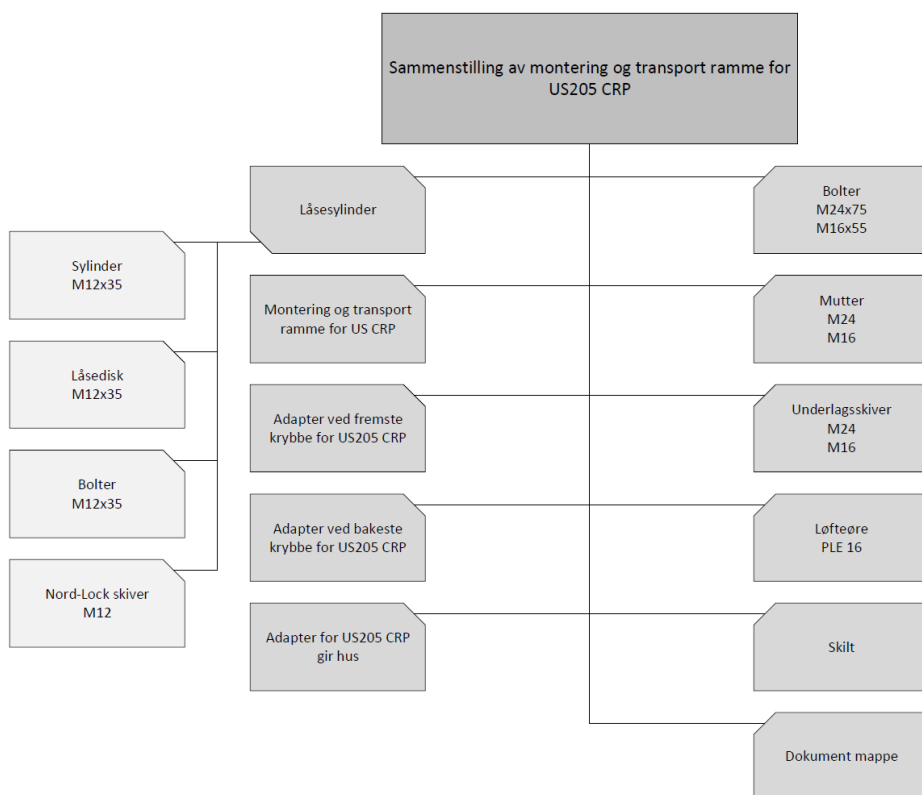 Sammenstilling av montering og transport ramme for
US205 CRP
Låsesylinder
Bolter
M24x75
M16x55
Sylinder
M12x35
Montering og transport
ramme for US CRP
Mutter
M24
M16
Låsedisk
M12x35
Adapter ved fremste
krybbe for US205 CRP
Underlagsskiver
M24
M16
Bolter
M12x35
Adapter ved bakeste
krybbe for US205 CRP
Løfteøre
PLE 16
Nord-Lock skiver
M12
Adapter for US205 CRP
gir hus
Skilt
Dokument mappe